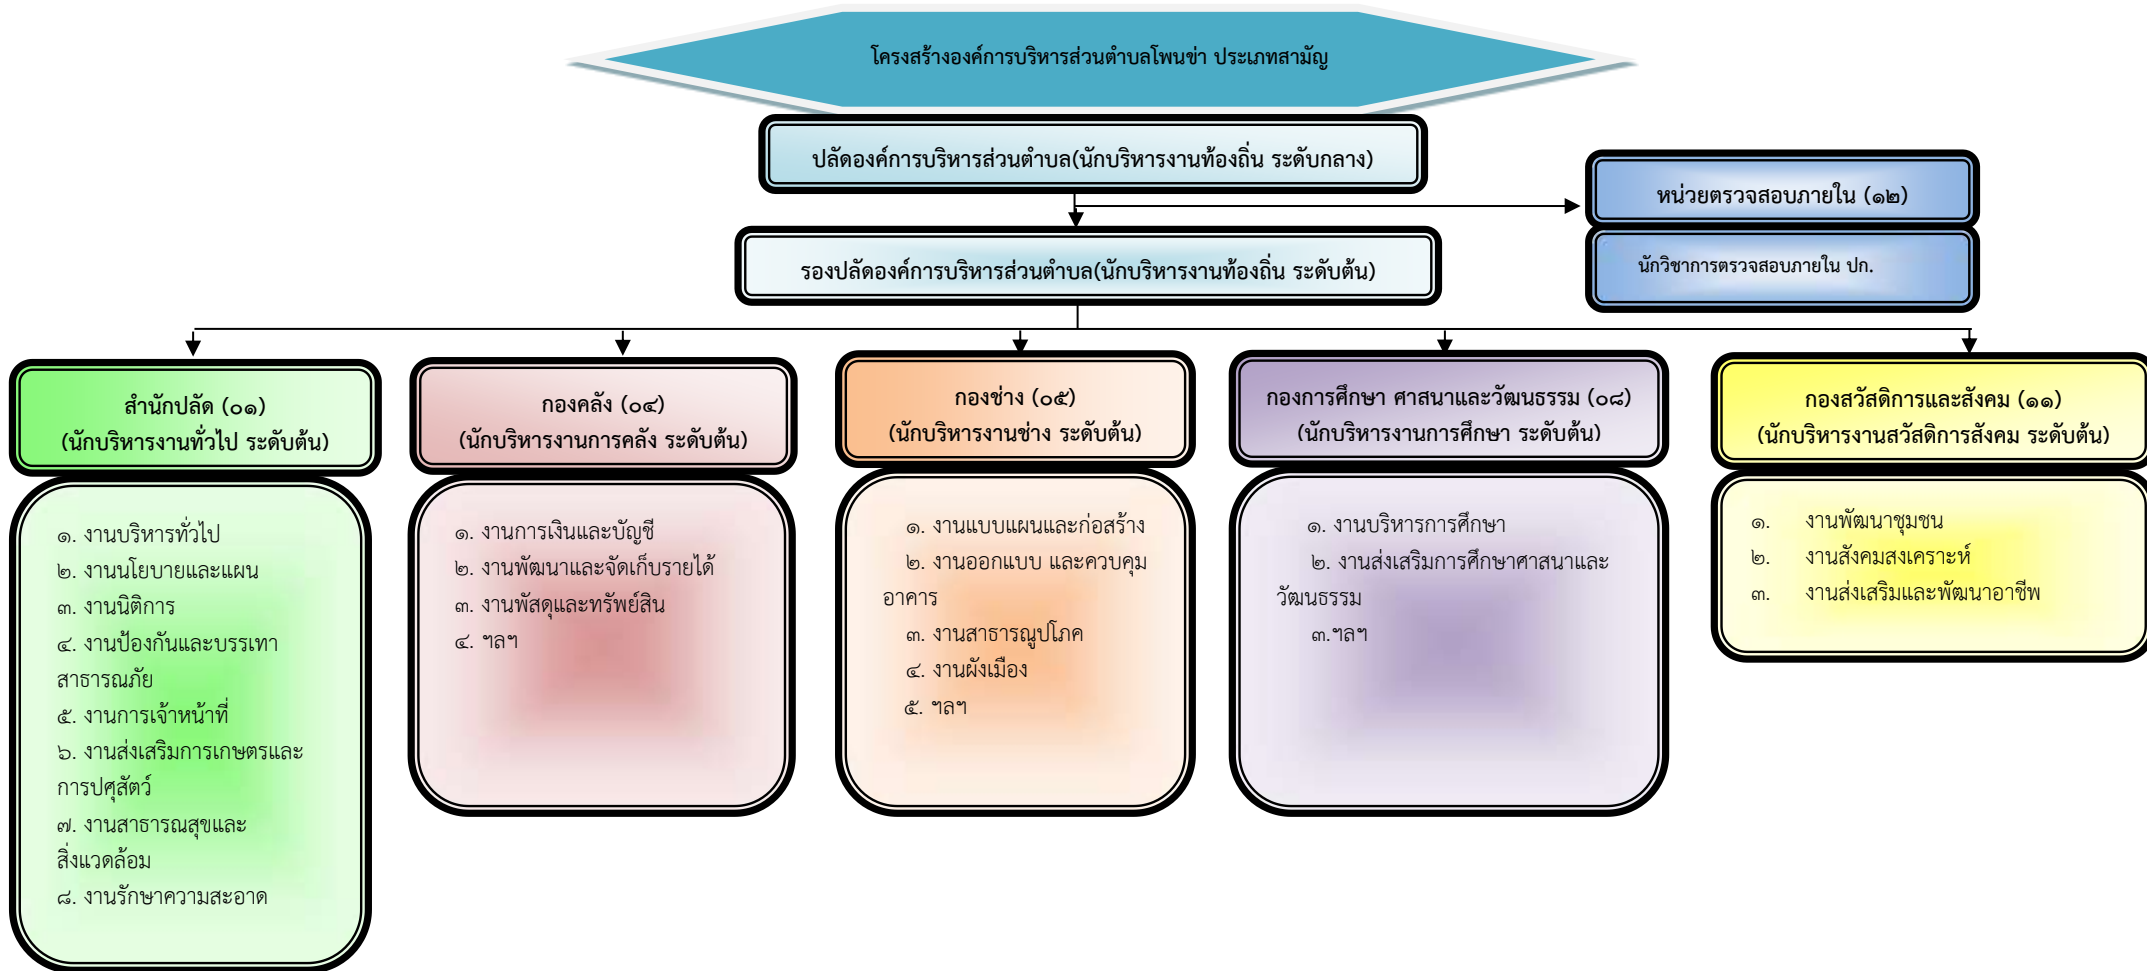 โครงสร้างองค์การบริหารส่วนตำบลโพนข่า ประเภทสามัญ
ปลัดองค์การบริหารส่วนตำบล(นักบริหารงานท้องถิ่น ระดับกลาง)
หน่วยตรวจสอบภายใน (๑๒)
นักวิชาการตรวจสอบภายใน ปก.
รองปลัดองค์การบริหารส่วนตำบล(นักบริหารงานท้องถิ่น ระดับต้น)
สำนักปลัด (๐๑)
(นักบริหารงานทั่วไป ระดับต้น)
๑. งานบริหารทั่วไป
๒. งานนโยบายและแผน
๓. งานนิติการ
๔. งานป้องกันและบรรเทา
สาธารณภัย
๕. งานการเจ้าหน้าที่
๖. งานส่งเสริมการเกษตรและ
การปศุสัตว์
๗. งานสาธารณสุขและ
สิ่งแวดล้อม
๘. งานรักษาความสะอาด
กองคลัง (๐๔)
(นักบริหารงานการคลัง ระดับต้น)
๑. งานการเงินและบัญชี
๒. งานพัฒนาและจัดเก็บรายได้
๓. งานพัสดุและทรัพย์สิน
๔. ฯลฯ
กองช่าง (๐๕)
(นักบริหารงานช่าง ระดับต้น)
๑. งานแบบแผนและก่อสร้าง
๒. งานออกแบบ และควบคุม
อาคาร
๓. งานสาธารณูปโภค
๔. งานผังเมือง
๕. ฯลฯ
กองการศึกษา ศาสนาและวัฒนธรรม (๐๘)
(นักบริหารงานการศึกษา ระดับต้น)
๑. งานบริหารการศึกษา
๒. งานส่งเสริมการศึกษาศาสนาและ
วัฒนธรรม
๓.ฯลฯ
กองสวัสดิการและสังคม (๑๑)
(นักบริหารงานสวัสดิการสังคม ระดับต้น)
๑. งานพัฒนาชุมชน
๒. งานสังคมสงเคราะห์
๓. งานส่งเสริมและพัฒนาอาชีพ